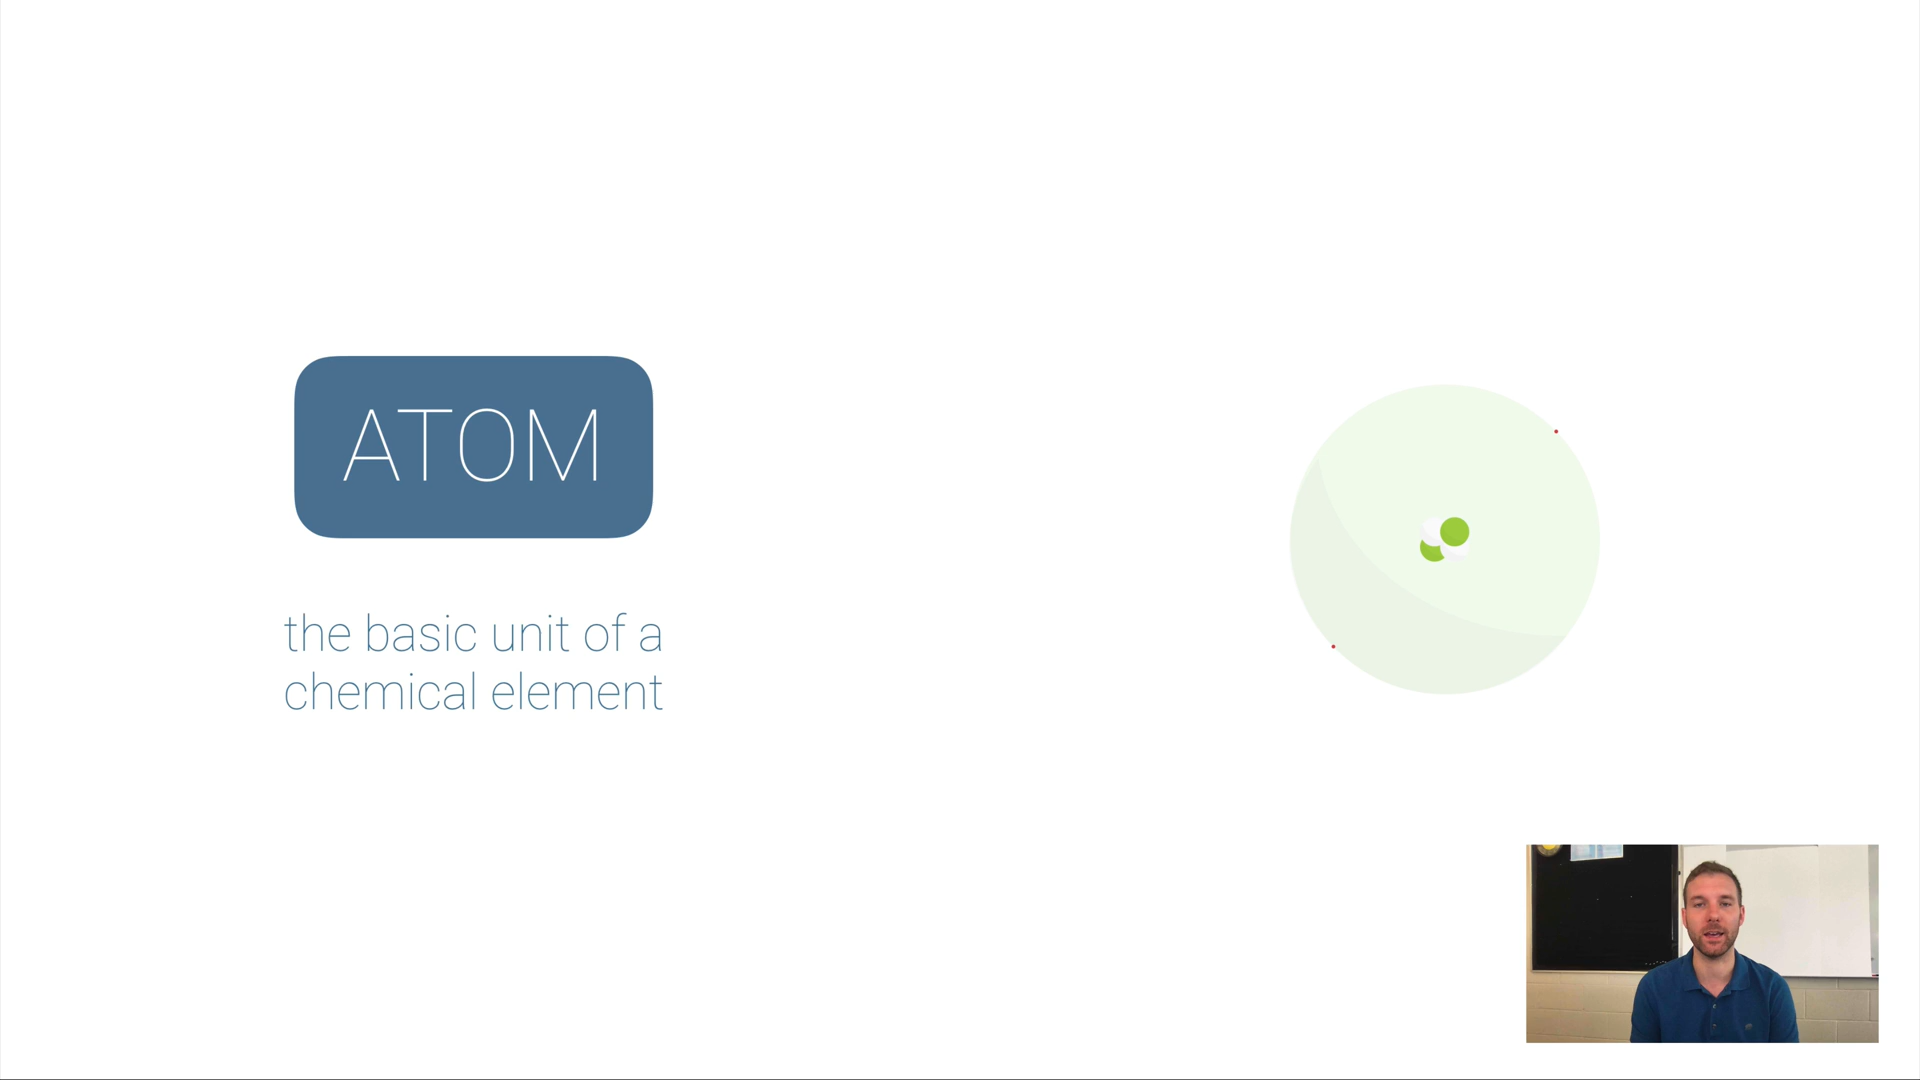 ATOM
the basic unit of a
chemical element